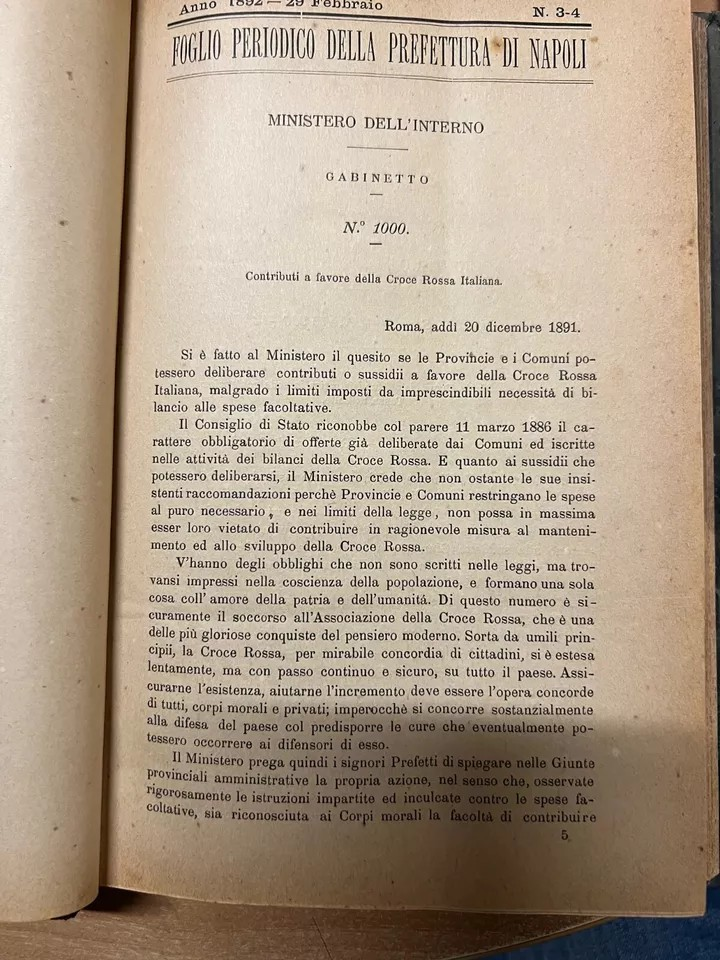 Anno 1892 — 29 Febbraio N. 3-4
FOGLIO PERIODICO DELLA PREFETTURA DI NAPOLI
MINISTERO DELL'INTERNO
GABINETTO
N.º 1000.
Contributi a favore della Croce Rossa Italiana.
Roma, addì 20 dicembre 1891.
Si è fatto al Ministero il quesito se le Provincie e i Comuni po-
tessero deliberare contributi o sussidii a favore della Croce Rossa
Italiana, malgrado i limiti imposti da imprescindibili necessità di bi-
lancio alle spese facoltative.
Il Consiglio di Stato riconobbe col parere 11 marzo 1886 il ca-
rattere obbligatorio di offerte già deliberate dai Comuni ed iscritte
nelle attività dei bilanci della Croce Rossa. E quanto ai sussidii che
potessero deliberarsi, il Ministero crede che non ostante le sue insi-
stenti raccomandazioni perchè Provincie e Comuni restringano le spese
al puro necessario, e nei limiti della legge, non possa in massima
esser loro vietato di contribuire in ragionevole misura al manteni-
mento ed allo sviluppo della Croce Rossa.
V'hanno degli obblighi che non sono scritti nelle leggi, ma tro-
vansi impressi nella coscienza della popolazione, e formano una sola
cosa coll'amore della patria e dell'umanità. Di questo numero è si-
curamente il soccorso all'Associazione della Croce Rossa, che è una
delle più gloriose conquiste del pensiero moderno. Sorta da umili prin-
cipii, la Croce Rossa, per mirabile concordia di cittadini, si è estesa
lentamente, ma con passo continuo e sicuro, su tutto il paese. Assi-
curarne l'esistenza, aiutarne l'incremento deve essere l'opera concorde
di tutti, corpi morali e privati; imperocchè si concorre sostanzialmente
alla difesa del paese col predisporre le cure che eventualmente po-
tessero occorrere ai difensori di esso.
Il Ministero prega quindi i signori Prefetti di spiegare nelle Giunte
provinciali amministrative la propria azione, nel senso che, osservate
rigorosamente le istruzioni impartite ed inculcate contro le spese fa-
coltative, sia riconosciuta ai Corpi morali la facoltà di contribuire
5